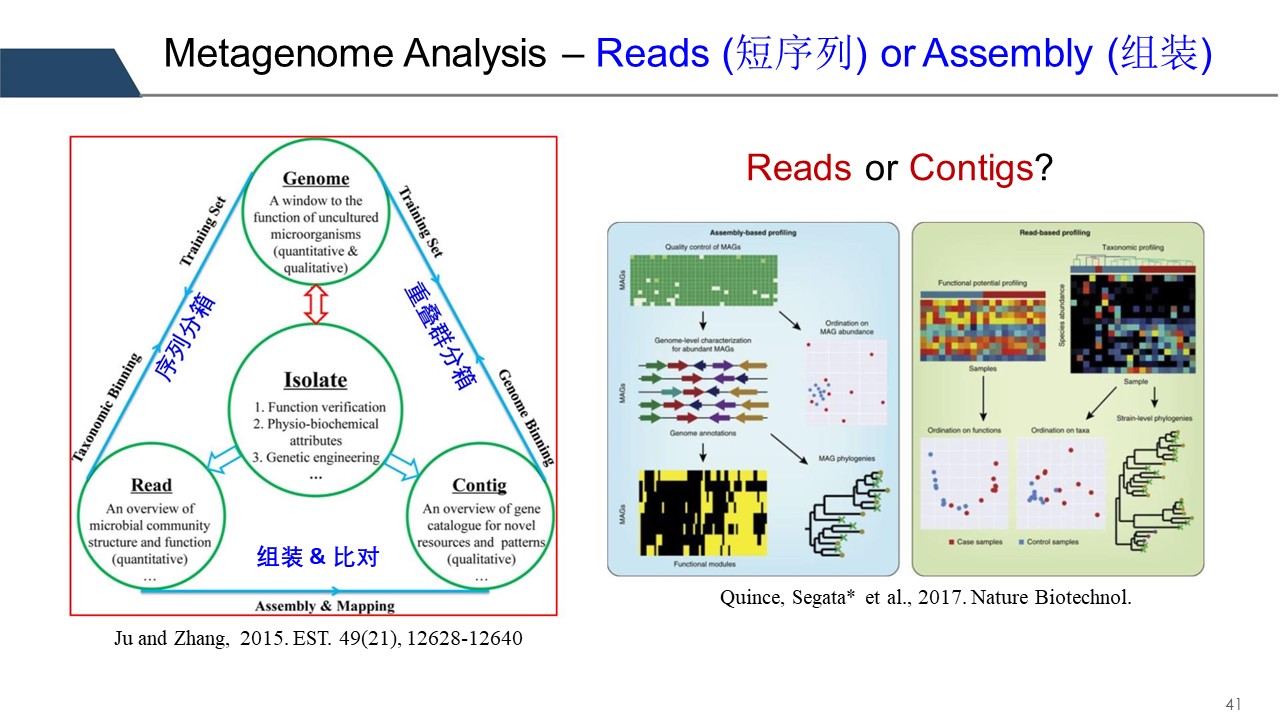 Metagenome Analysis – Reads (短序列) or Assembly (组装)
Genome
A window to the
function of uncultured
microorganisms
(quantitative &
qualitative)
Training Set
Training Set
序列分箱
重叠群分箱
Taxonomic Binning
Genome Binning
Isolate
1. Function verification
2. Physio-biochemical
attributes
3. Genetic engineering
...
Read
An overview of
microbial community
structure and function
(quantitative)
...
Contig
An overview of gene
catalogue for novel
resources and patterns
(qualitative)
...
组装 & 比对
Assembly & Mapping
Ju and Zhang, 2015. EST. 49(21), 12628-12640
Reads or Contigs?
Assembly-based profiling
Quality control of MAGs
MAGs
Ordination on
MAG abundance
Genome-level characterization
for abundant MAGs
MAGs
Genome annotations
MAG phylogenies
MAGs
Functional modules
Read-based profiling
Taxonomic profiling
Functional potential profiling
Species abundance
Samples
Sample
Strain-level phylogenies
Ordination on functions
Ordination on taxa
Case samples
Control samples
Quince, Segata* et al., 2017. Nature Biotechnol.
41